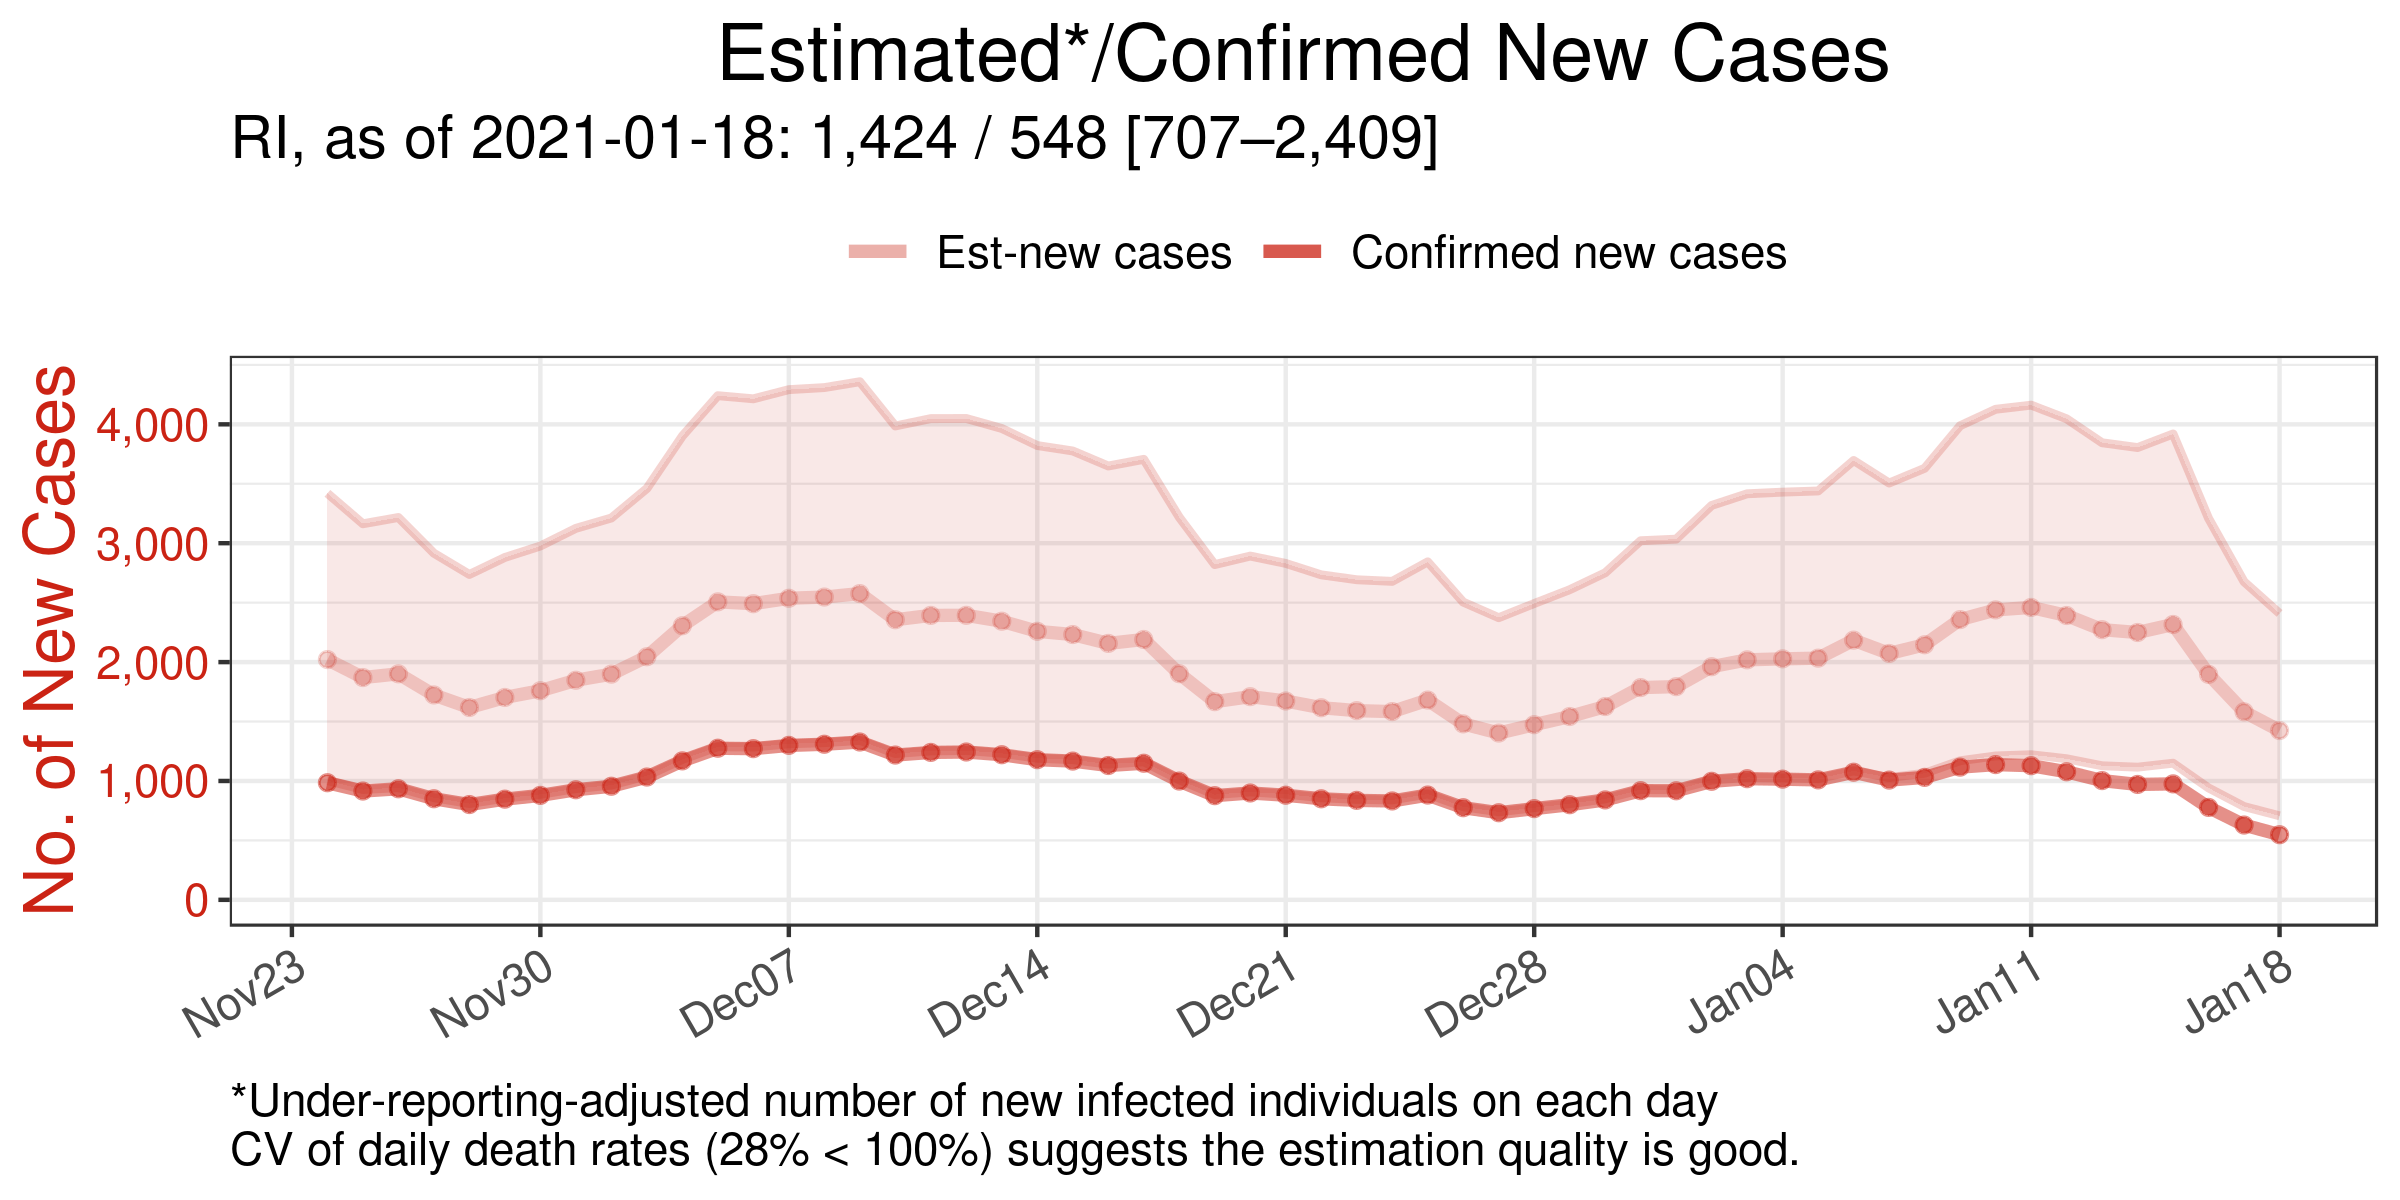 Estimated*/Confirmed New Cases
RI, as of 2021-01-18: 1,424 / 548 [707–2,409]
Est-new cases
Confirmed new cases
No. of New Cases
4,000
3,000
2,000
1,000
0
Nov23
Nov30
Dec07
Dec14
Dec21
Dec28
Jan04
Jan11
Jan18
*Under-reporting-adjusted number of new infected individuals on each day
CV of daily death rates (28% < 100%) suggests the estimation quality is good.